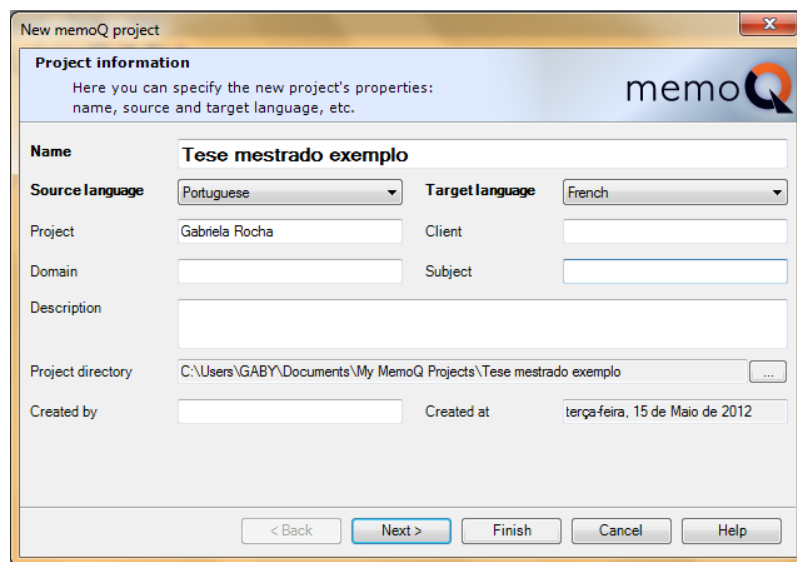 New memoQ project
Project information
Here you can specify the new project's properties:
name, source and target language, etc.
memoQ
Name
Tese mestrado exemplo
Source language
Portuguese
Target language
French
Project
Gabriela Rocha
Client
Domain
Subject
Description
Project directory
C:\Users\GABY\Documents\My MemoQ Projects\Tese mestrado exemplo
...
Created by
Created at
terça-feira, 15 de Maio de 2012
< Back
Next >
Finish
Cancel
Help